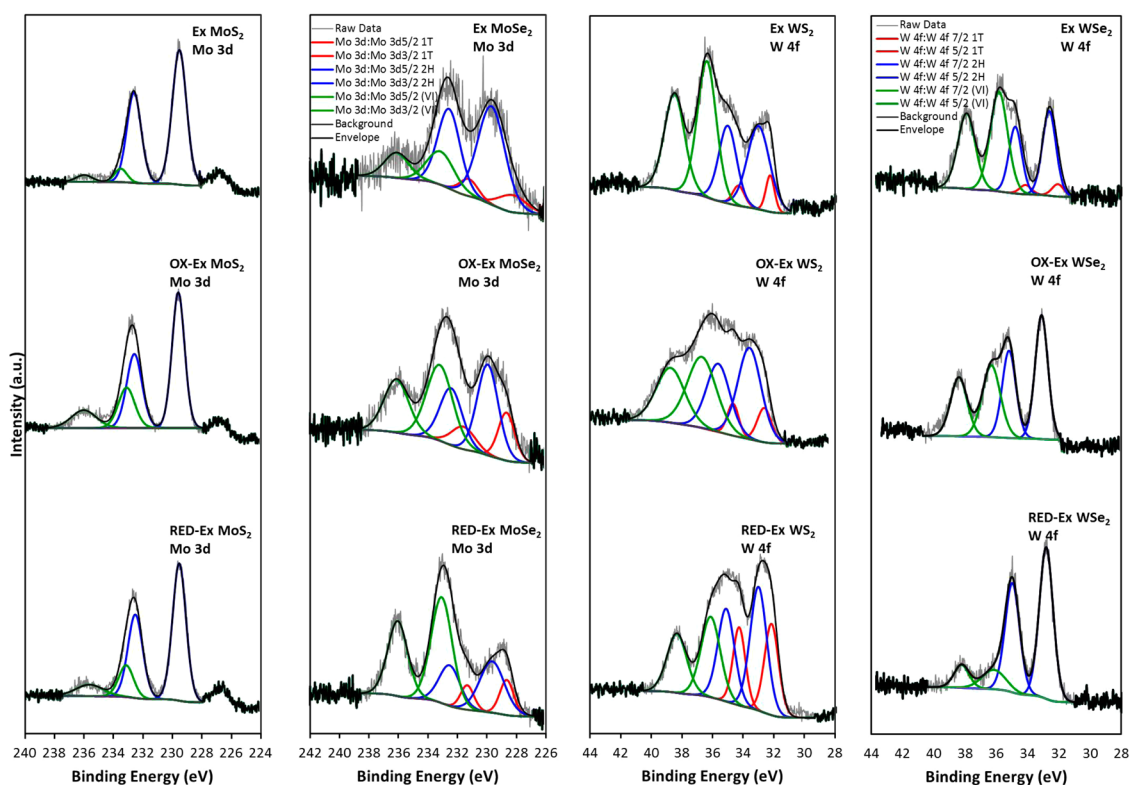 Ex MoS2
Mo 3d
OX-Ex MoS2
Mo 3d
RED-Ex MoS2
Mo 3d
Intensity (a.u.)
240 238 236 234 232 230 228 226 224
Binding Energy (eV)
Raw Data
Mo 3d:Mo 3d5/2 1T
Mo 3d:Mo 3d3/2 1T
Mo 3d:Mo 3d5/2 2H
Mo 3d:Mo 3d3/2 2H
Mo 3d:Mo 3d5/2 (VI)
Mo 3d:Mo 3d3/2 (VI)
Background
Envelope
Ex MoSe2
Mo 3d
OX-Ex MoSe2
Mo 3d
RED-Ex MoSe2
Mo 3d
242 240 238 236 234 232 230 228 226
Binding Energy (eV)
Ex WS2
W 4f
OX-Ex WS2
W 4f
RED-Ex WS2
W 4f
44 42 40 38 36 34 32 30 28
Binding Energy (eV)
Raw Data
W 4f:W 4f 7/2 1T
W 4f:W 4f 5/2 1T
W 4f:W 4f 7/2 2H
W 4f:W 4f 5/2 2H
W 4f:W 4f 7/2 (VI)
W 4f:W 4f 5/2 (VI)
Background
Envelope
Ex WSe2
W 4f
OX-Ex WSe2
W 4f
RED-Ex WSe2
W 4f
44 42 40 38 36 34 32 30 28
Binding Energy (eV)